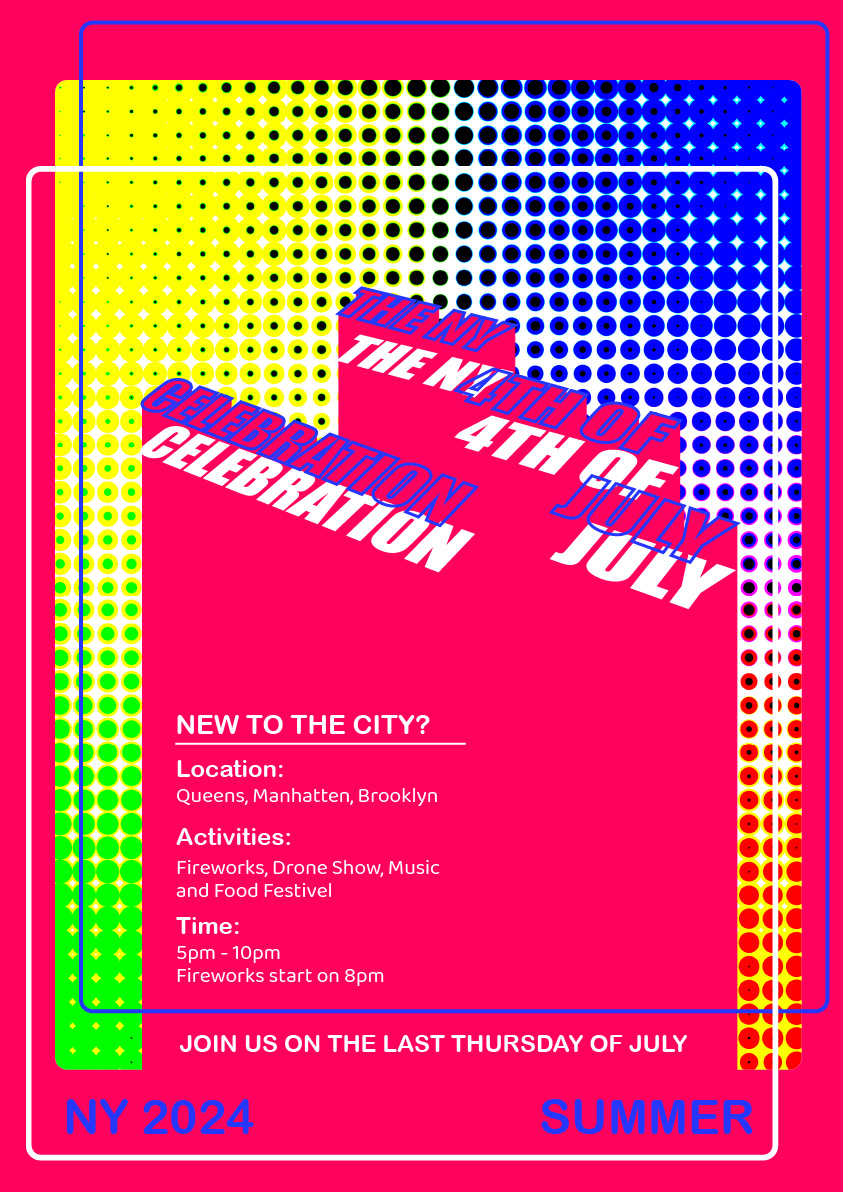 THE NY
THE NY
4TH OF
4TH OF
JULY
JULY
CELEBRATION
CELEBRATION
NEW TO THE CITY?
Location:
Queens, Manhatten, Brooklyn
Activities:
Fireworks, Drone Show, Music
and Food Festivel
Time:
5pm - 10pm
Fireworks start on 8pm
JOIN US ON THE LAST THURSDAY OF JULY
NY 2024
SUMMER